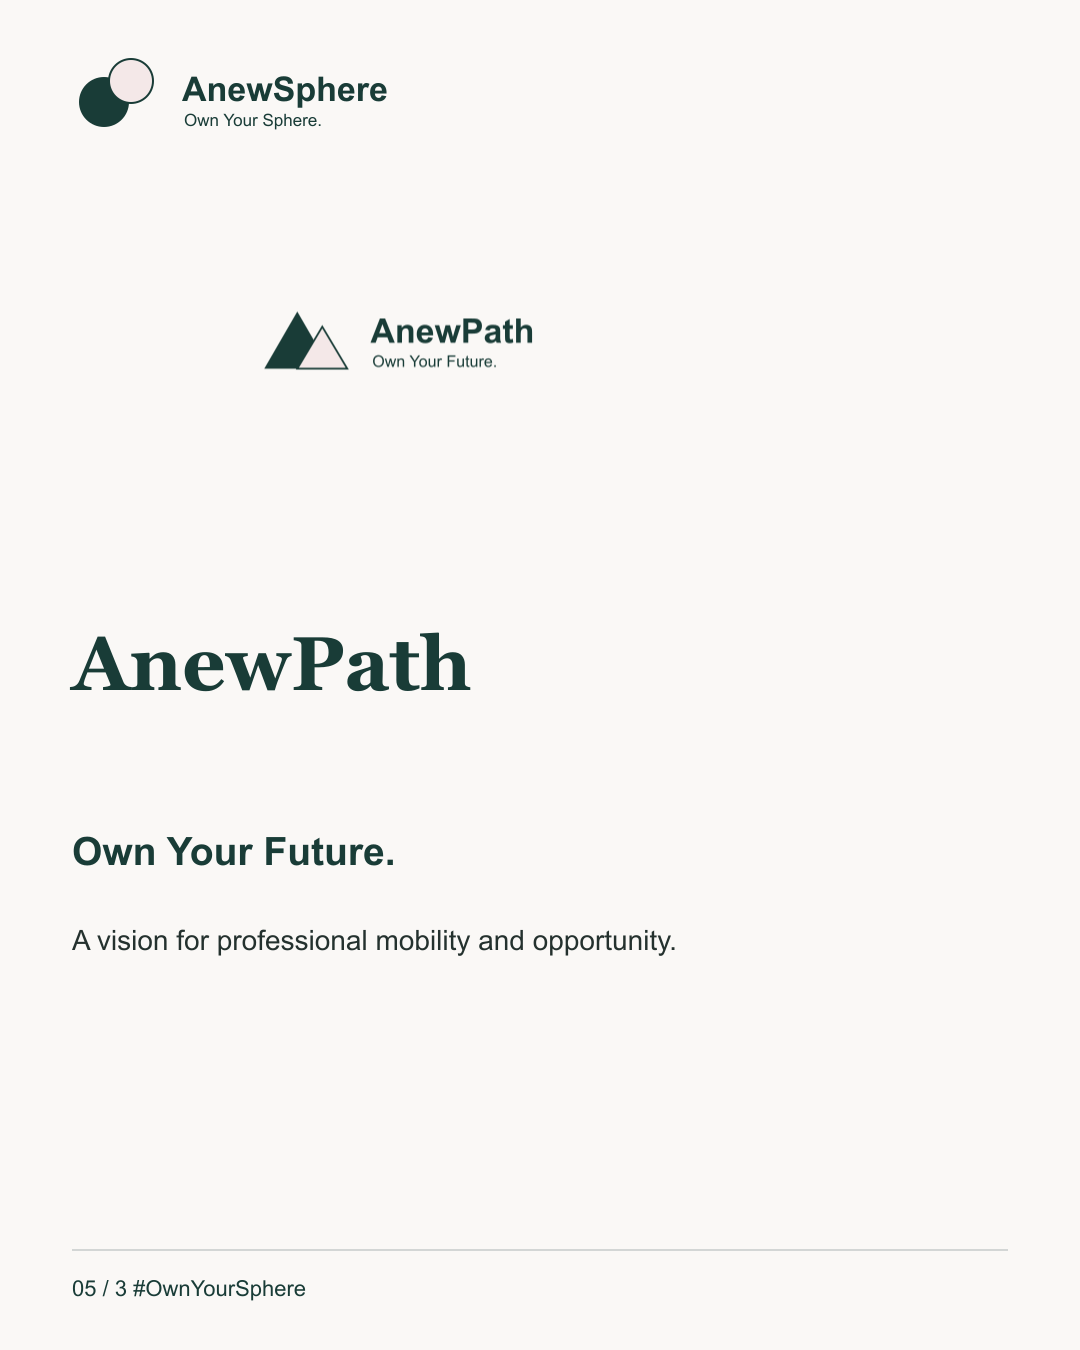 AnewSphere
Own Your Sphere.
AnewPath
Own Your Future.
AnewPath
Own Your Future.
A vision for professional mobility and opportunity.
05 / 3 #OwnYourSphere